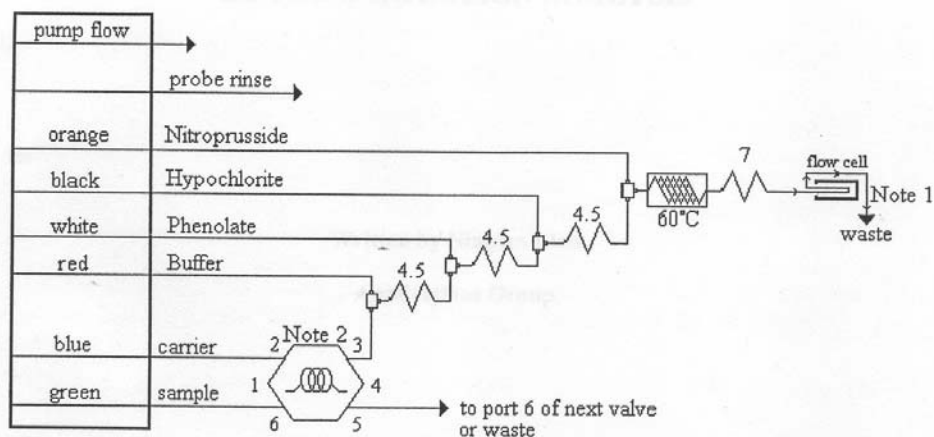 pump flow
probe rinse
orange Nitroprusside
black Hypochlorite
white Phenolate
red Buffer
blue carrier
green sample
4.5
4.5
4.5
60°C
7
flow cell
Note 1
waste
Note 2
1
2
3
4
5
6
to port 6 of next valve
or waste